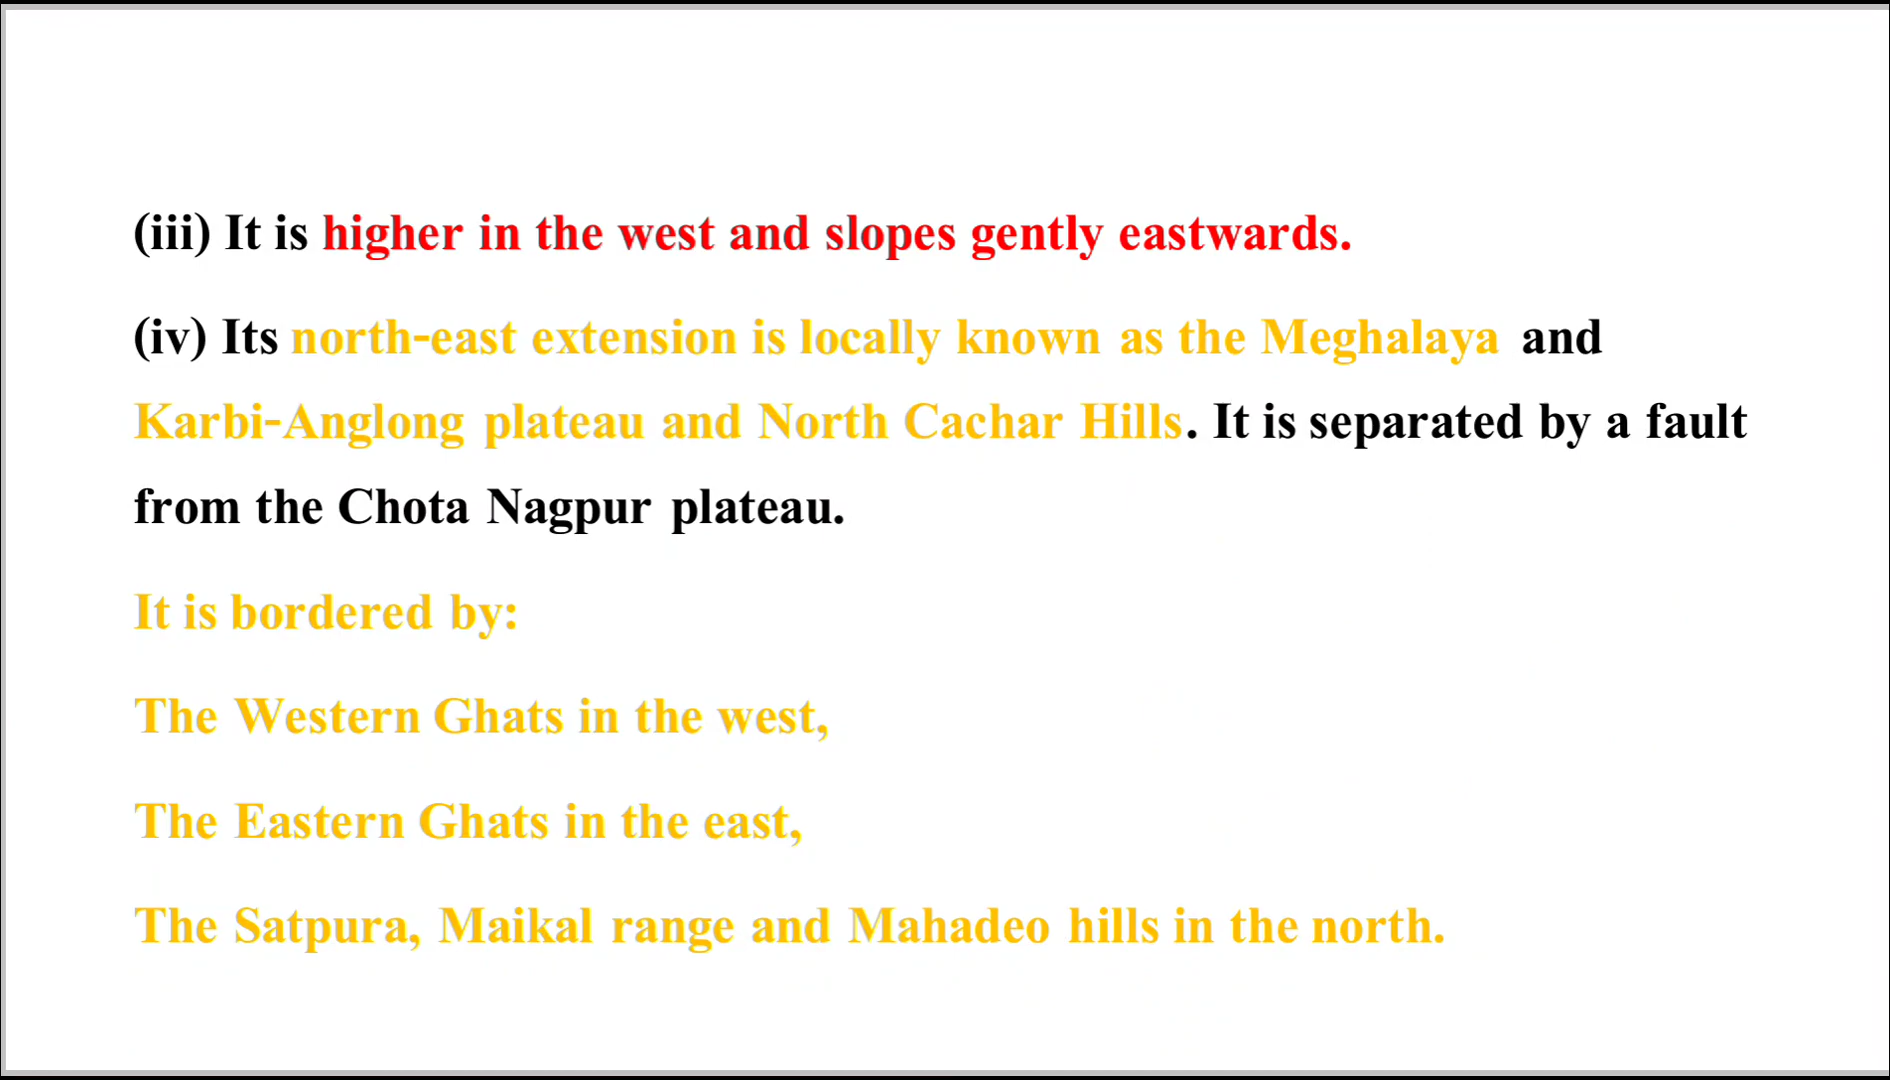 (iii) It is higher in the west and slopes gently eastwards.
(iv) Its north-east extension is locally known as the Meghalaya and
Karbi-Anglong plateau and North Cachar Hills. It is separated by a fault
from the Chota Nagpur plateau.
It is bordered by:
The Western Ghats in the west,
The Eastern Ghats in the east,
The Satpura, Maikal range and Mahadeo hills in the north.